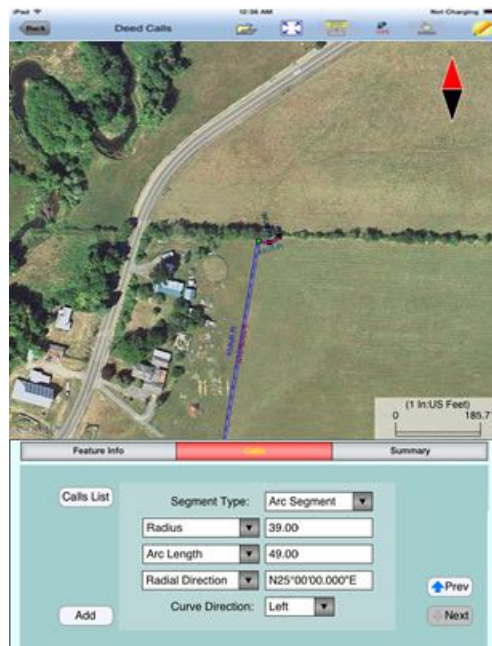 iPad 12:36 AM Not Charging
Back Deed Calls
GPS
(1 In:US Feet)
0 185.7
Feature Info Calls Summary
Calls List Segment Type: Arc Segment
Radius 39.00
Arc Length 49.00
Radial Direction N25°00'00.000"E
Prev
Add Curve Direction: Left Next